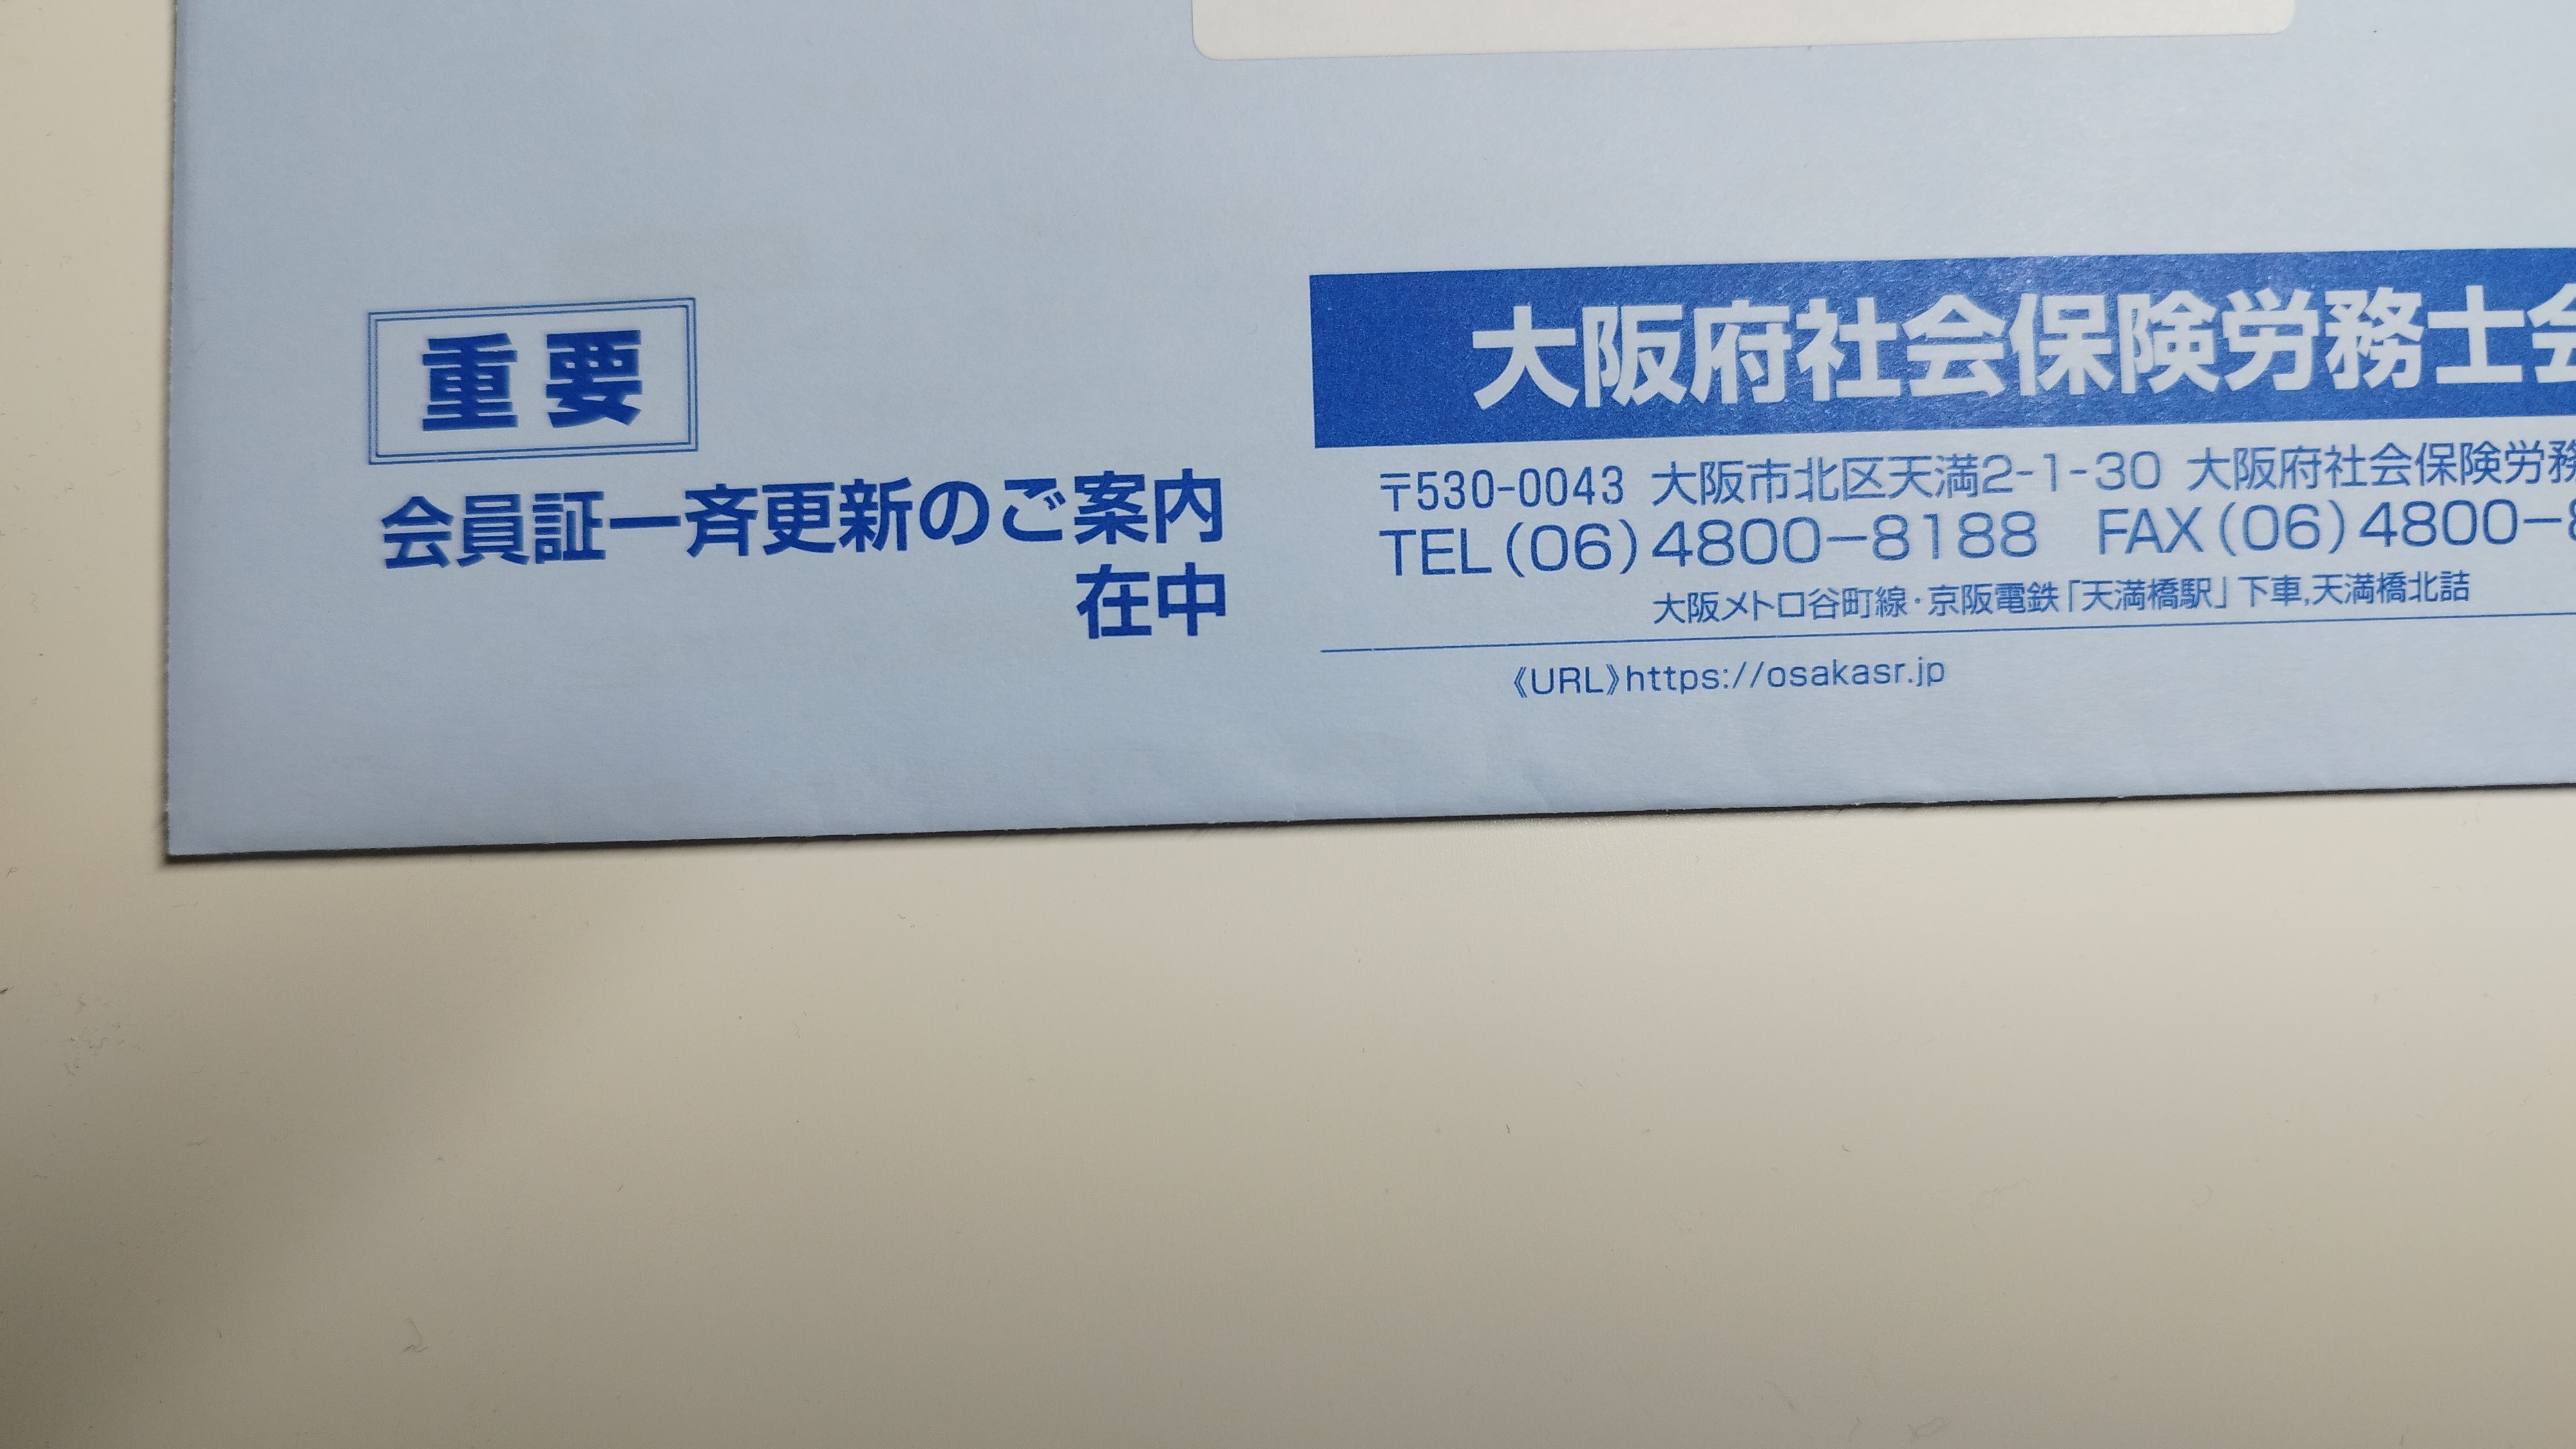 重要
会員証一斉更新のご案内
在中
大阪府社会保険労務士会
〒530-0043 大阪市北区天満2-1-30 大阪府社会保険労務
TEL(06)4800-8188 FAX(06)4800-8
大阪メトロ谷町線・京阪電鉄「天満橋駅」下車,天満橋北詰
《URL》https://osakasr.jp